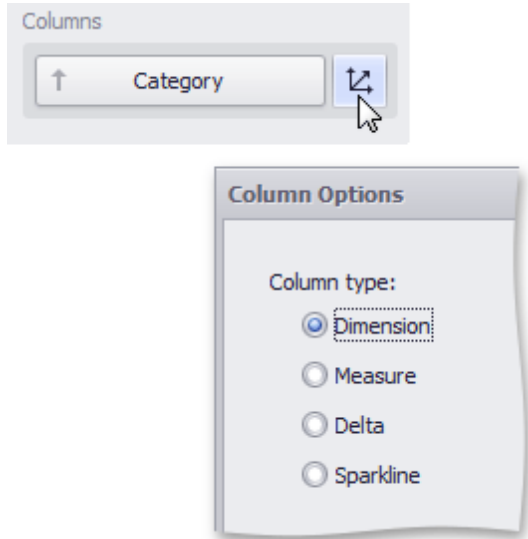 Columns
Category
Column Options
Column type:
Dimension
Measure
Delta
Sparkline